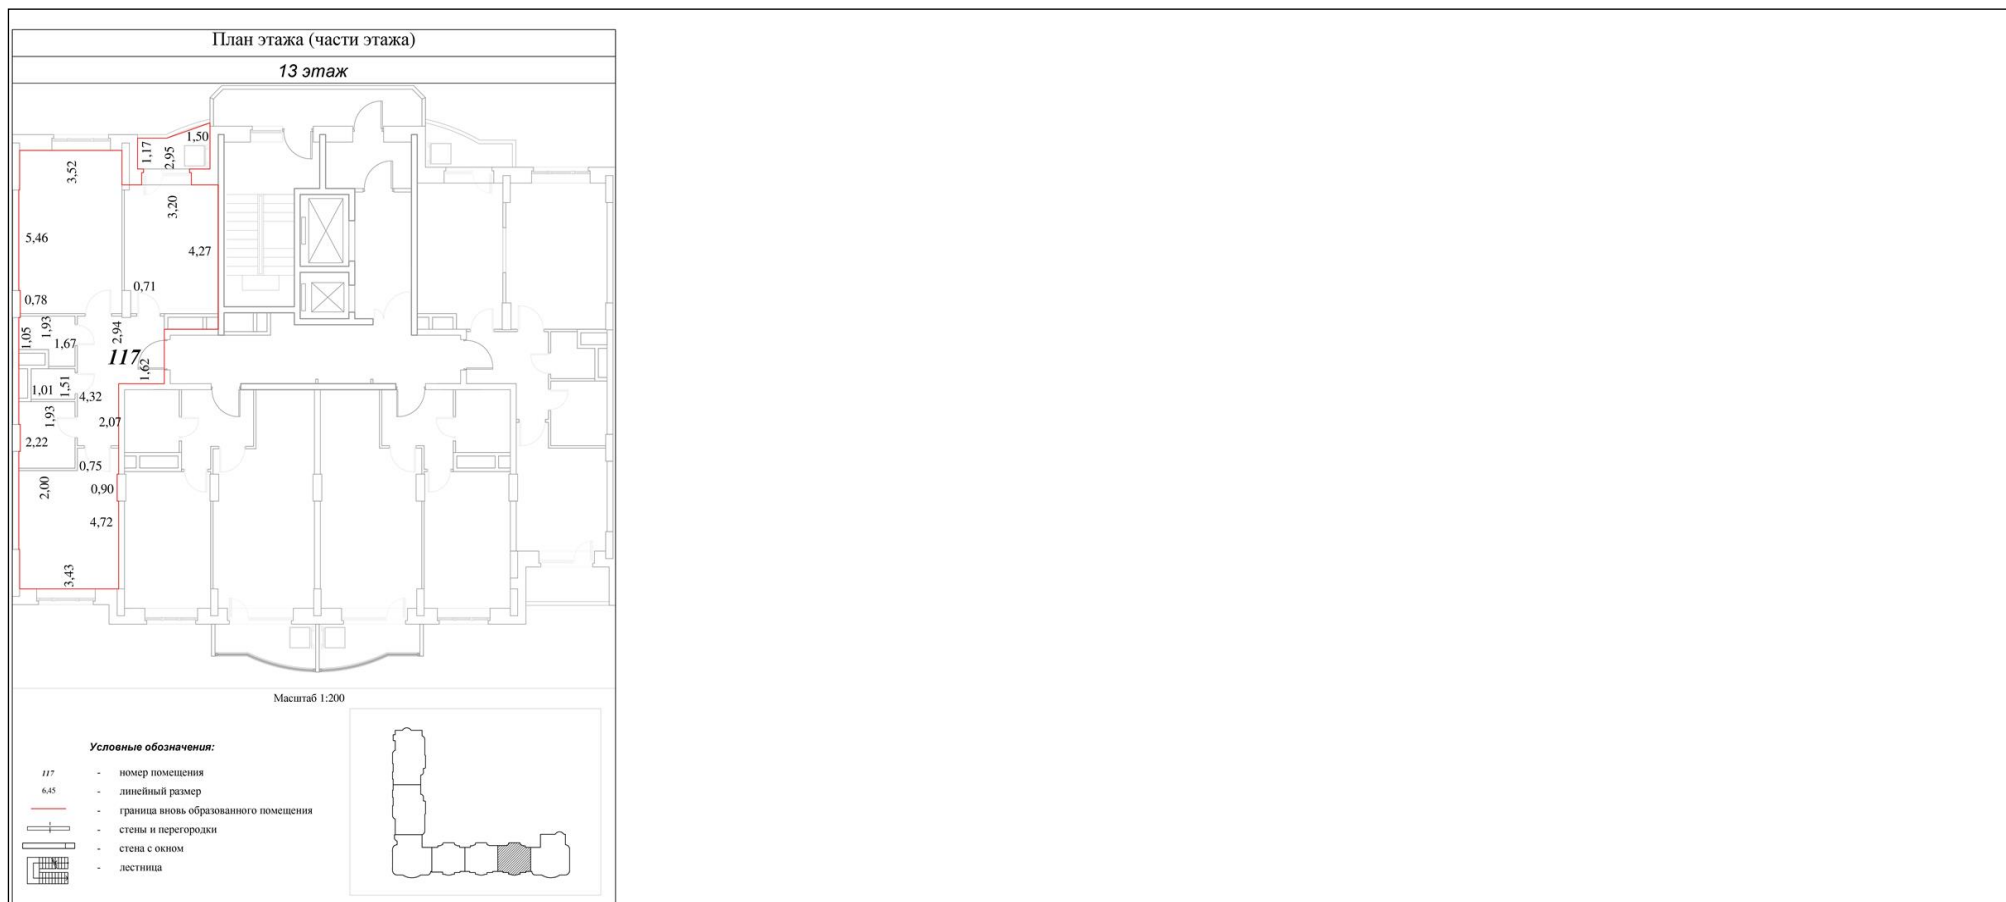 План этажа (части этажа)
13 этаж
1,50
1,17
2,95
3,52
3,20
5,46
4,27
0,71
0,78
1,05
1,93
1,67
2,94
117
1,62
1,01
1,51
4,32
1,93
2,07
2,22
0,75
2,00
0,90
4,72
3,43
Масштаб 1:200
Условные обозначения:
117 - номер помещения
6,45 - линейный размер
- граница вновь образованного помещения
- стены и перегородки
- стена с окном
- лестница